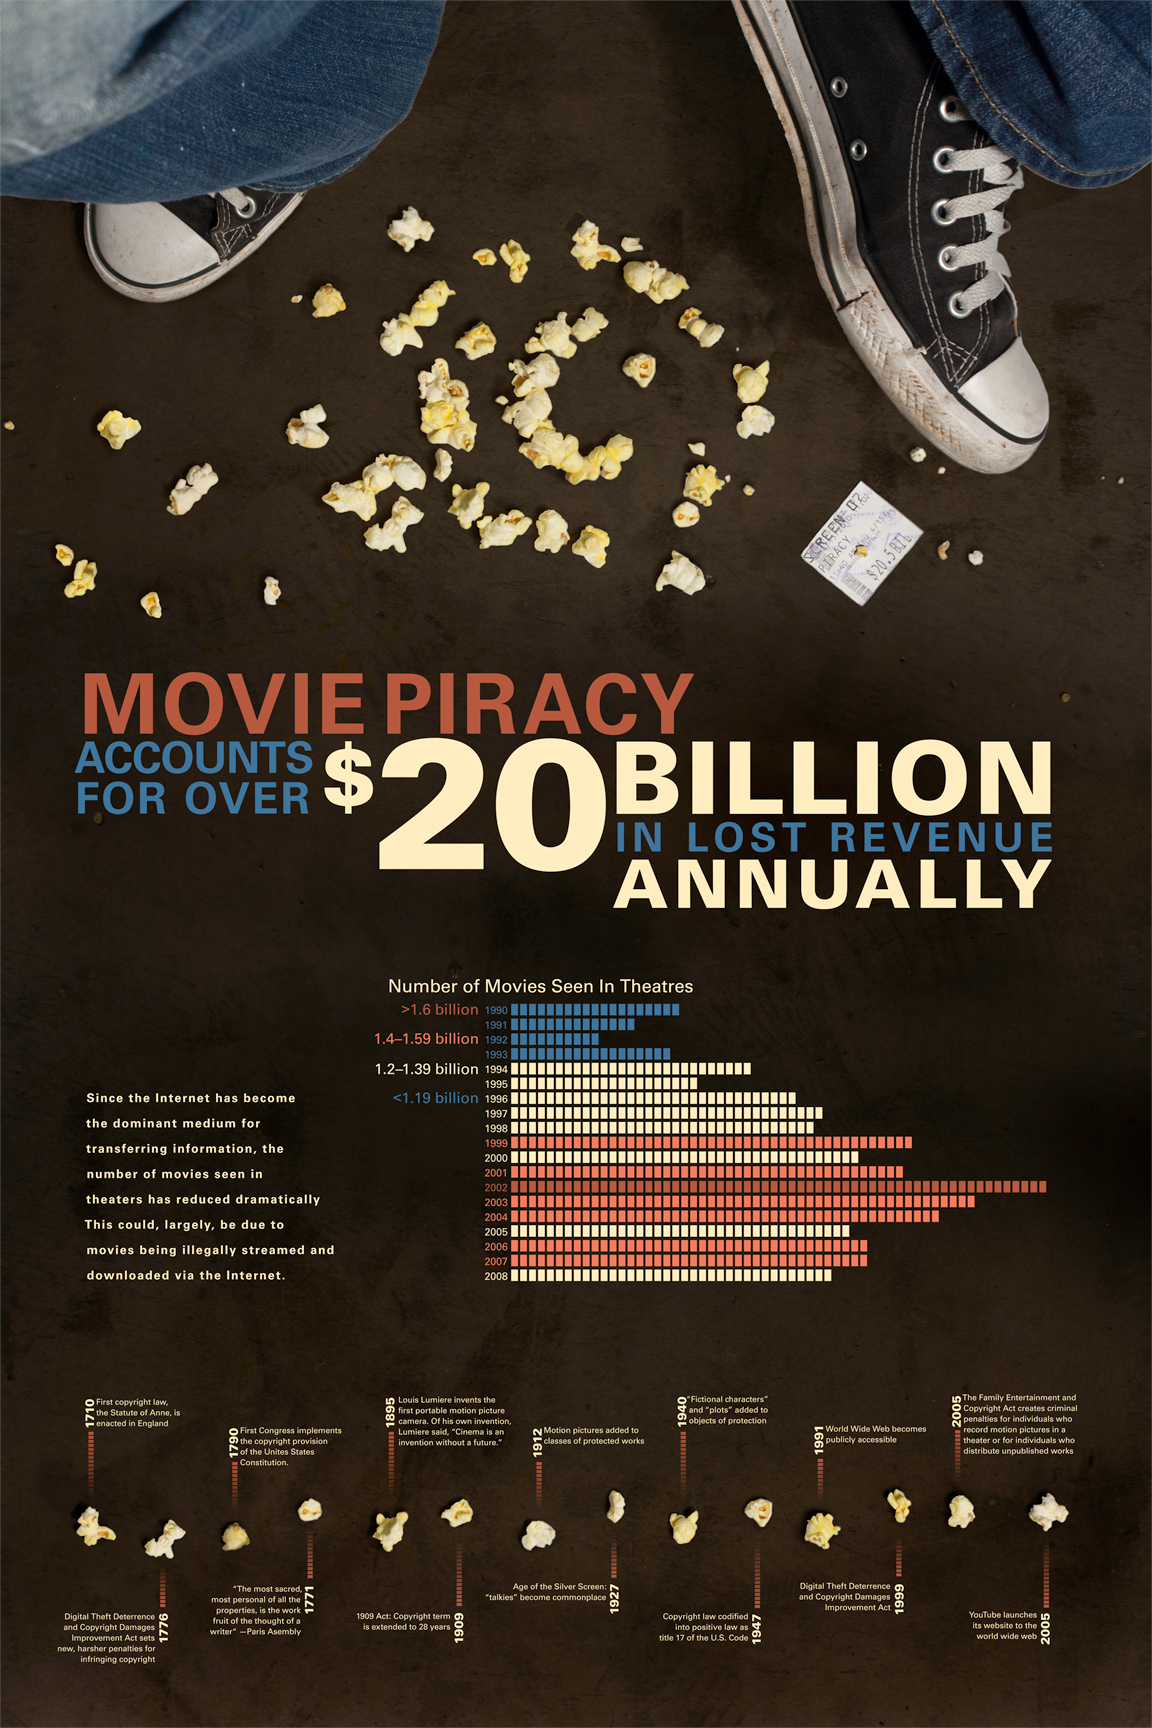 SCREEN 07
PIRACY
$20.5BIL
MOVIE PIRACY
ACCOUNTS
FOR OVER
$20 BILLION
IN LOST REVENUE
ANNUALLY
Number of Movies Seen In Theatres
>1.6 billion 1990
1991
1.4–1.59 billion 1992
1993
1.2–1.39 billion 1994
1995
<1.19 billion 1996
1997
1998
1999
2000
2001
2002
2003
2004
2005
2006
2007
2008
Since the Internet has become
the dominant medium for
transferring information, the
number of movies seen in
theaters has reduced dramatically
This could, largely, be due to
movies being illegally streamed and
downloaded via the Internet.
1710
First copyright law,
the Statute of Anne, is
enacted in England
1790
First Congress implements
the copyright provision
of the Unites States
Constitution.
1895
Louis Lumiere invents the
first portable motion picture
camera. Of his own invention,
Lumiere said, "Cinema is an
invention without a future."
1912
Motion pictures added to
classes of protected works
1940
"Fictional characters"
and "plots" added to
objects of protection
1991
World Wide Web becomes
publicly accessible
2005
The Family Entertainment and
Copyright Act creates criminal
penalties for individuals who
record motion pictures in a
theater or for individuals who
distribute unpublished works
Digital Theft Deterrence
and Copyright Damages
Improvement Act sets
new, harsher penalties for
infringing copyright
1776
"The most sacred,
most personal of all the
properties, is the work
fruit of the thought of a
writer" —Paris Asembly
1771
1909 Act: Copyright term
is extended to 28 years
1909
Age of the Silver Screen:
"talkies" become commonplace
1927
Copyright law codified
into positive law as
title 17 of the U.S. Code
1947
Digital Theft Deterrence
and Copyright Damages
Improvement Act
1999
YouTube launches
its website to the
world wide web
2005